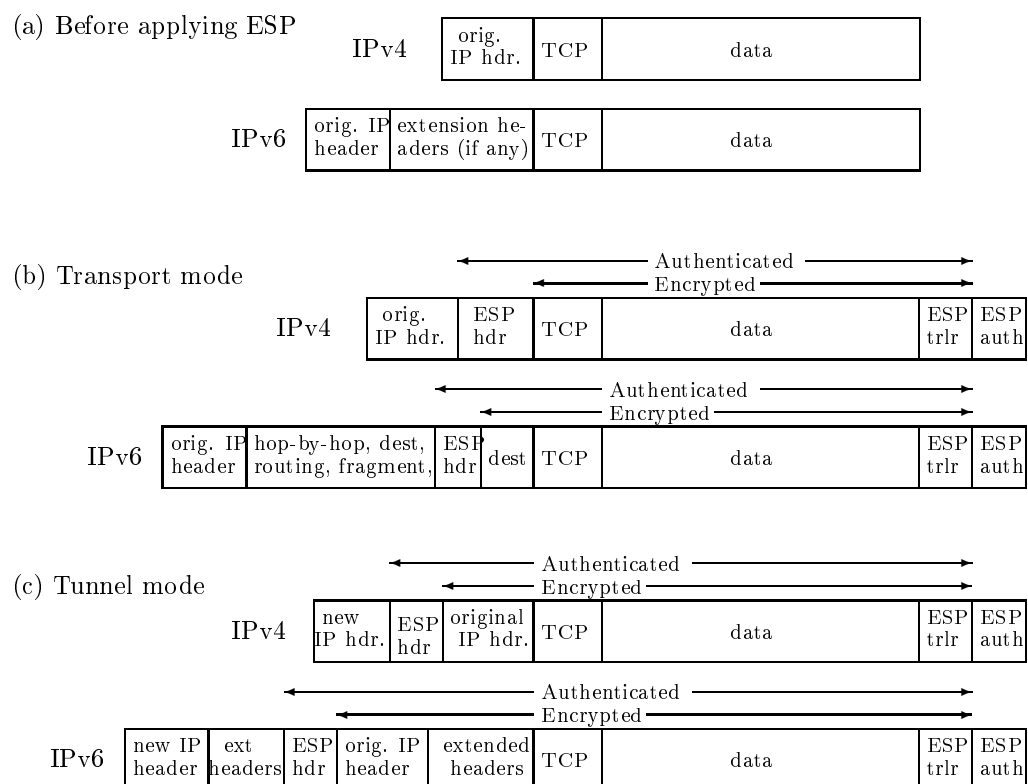 (a) Before applying ESP
IPv4
orig.
IP hdr.
TCP
data
IPv6
orig. IP
header
extension he-
aders (if any)
TCP
data
(b) Transport mode
Authenticated
Encrypted
IPv4
orig.
IP hdr.
ESP
hdr
TCP
data
ESP
trlr
ESP
auth
Authenticated
Encrypted
IPv6
orig. IP
header
hop-by-hop, dest,
routing, fragment,
ESP
hdr
dest
TCP
data
ESP
trlr
ESP
auth
(c) Tunnel mode
Authenticated
Encrypted
IPv4
new
IP hdr.
ESP
hdr
original
IP hdr.
TCP
data
ESP
trlr
ESP
auth
Authenticated
Encrypted
IPv6
new IP
header
ext
headers
ESP
hdr
orig. IP
header
extended
headers
TCP
data
ESP
trlr
ESP
auth